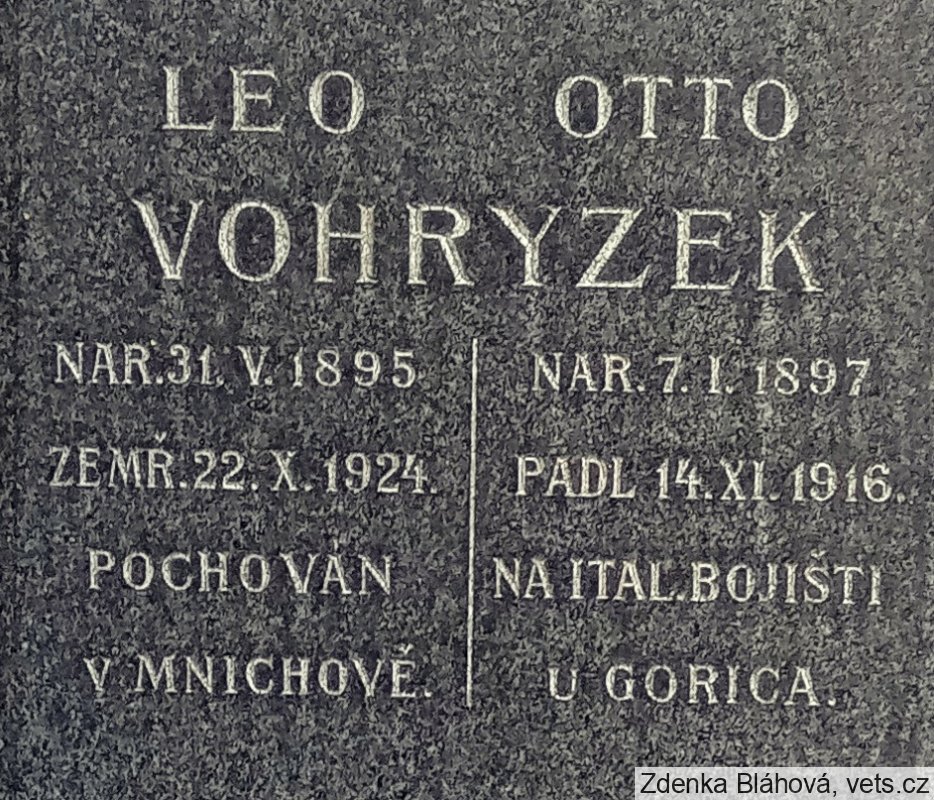 LEO OTTO
VOHRYZEK
NAR. 31. V. 1895.
ZEMŘ. 22. X. 1924.
POCHOVÁN
V MNICHOVĚ.
NAR. 7. I. 1897
PADL 14. XI. 1916.
NA ITAL. BOJIŠTI
U GORICA.
Zdenka Bláhová, vets.cz